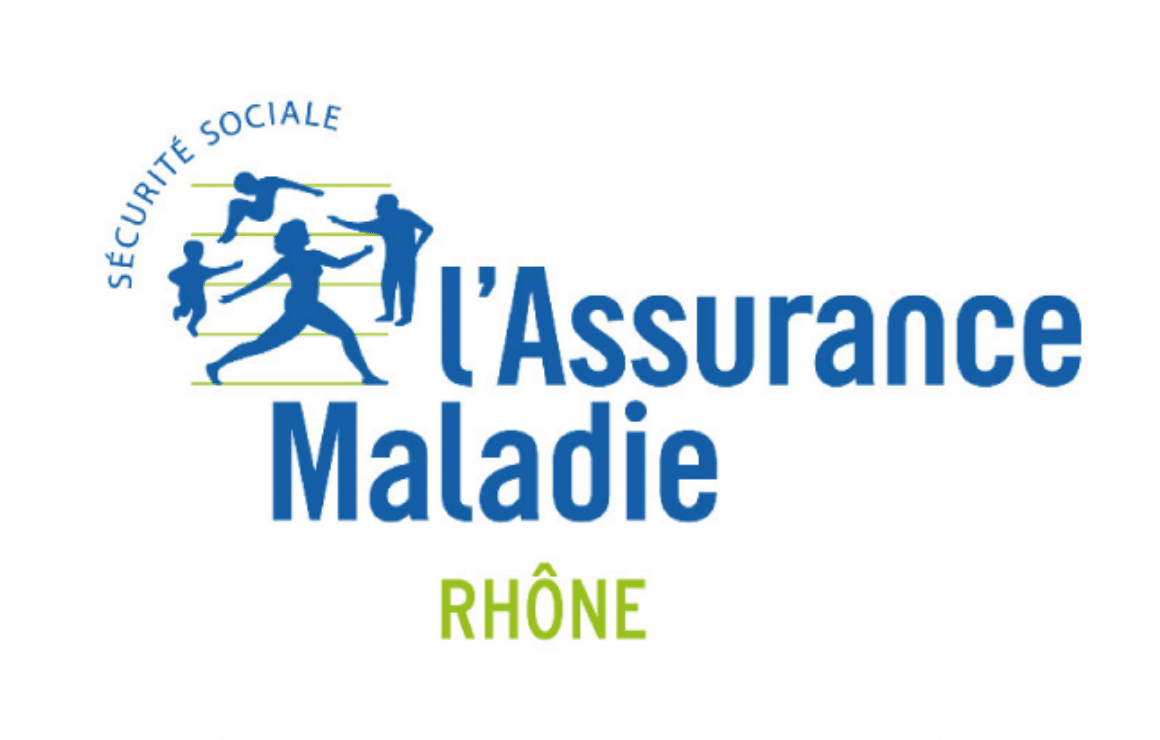 SÉCURITÉ SOCIALE
l'Assurance
Maladie
RHÔNE